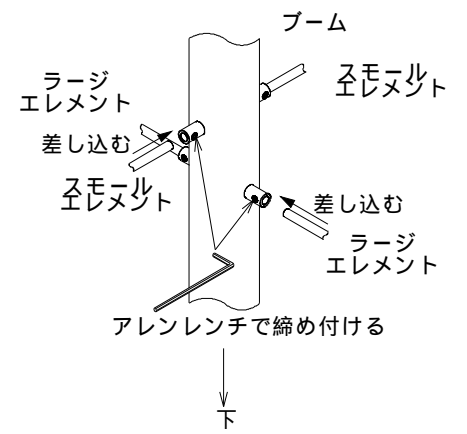 ブーム
スモール
エレメント
ラージ
エレメント
差し込む
スモール
エレメント
差し込む
ラージ
エレメント
アレンレンチで締め付ける
下